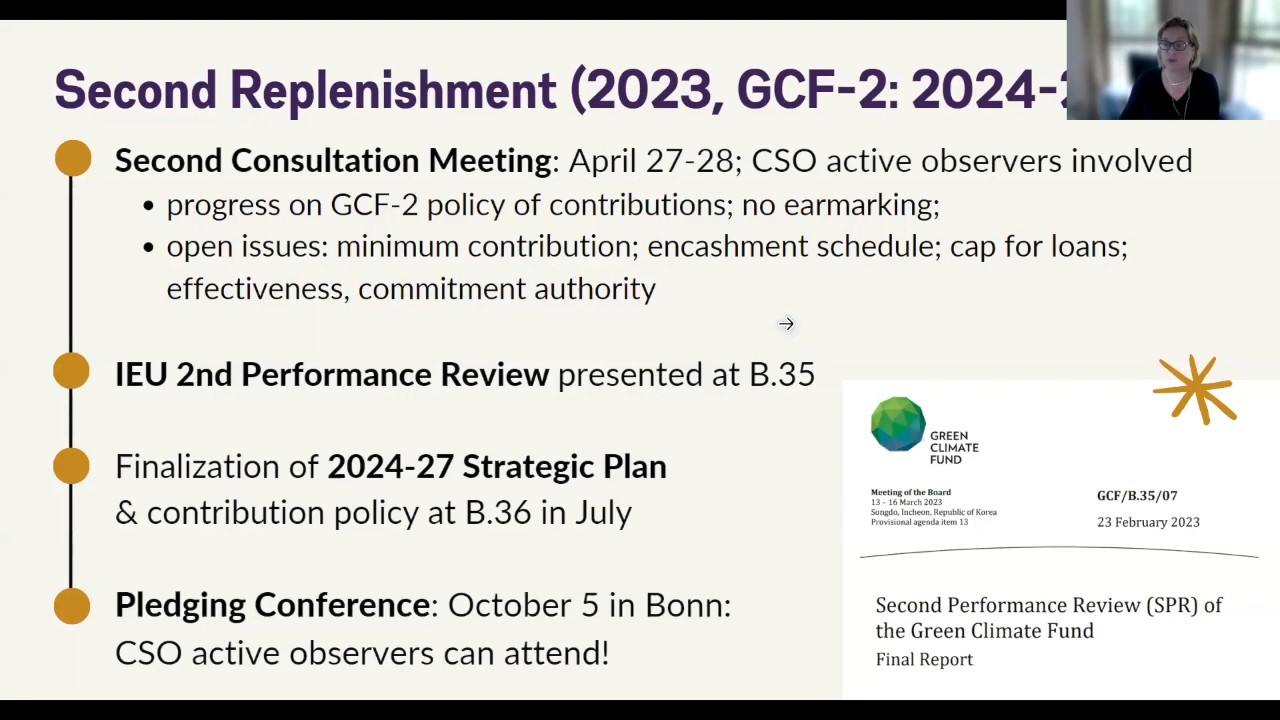 Second Replenishment (2023, GCF-2: 2024-
Second Consultation Meeting: April 27-28; CSO active observers involved
• progress on GCF-2 policy of contributions; no earmarking;
• open issues: minimum contribution; encashment schedule; cap for loans;
effectiveness, commitment authority
IEU 2nd Performance Review presented at B.35
Finalization of 2024-27 Strategic Plan
& contribution policy at B.36 in July
Pledging Conference: October 5 in Bonn:
CSO active observers can attend!
GREEN
CLIMATE
FUND
Meeting of the Board
13 – 16 March 2023
Songdo, Incheon, Republic of Korea
Provisional agenda item 13
GCF/B.35/07
23 February 2023
Second Performance Review (SPR) of
the Green Climate Fund
Final Report